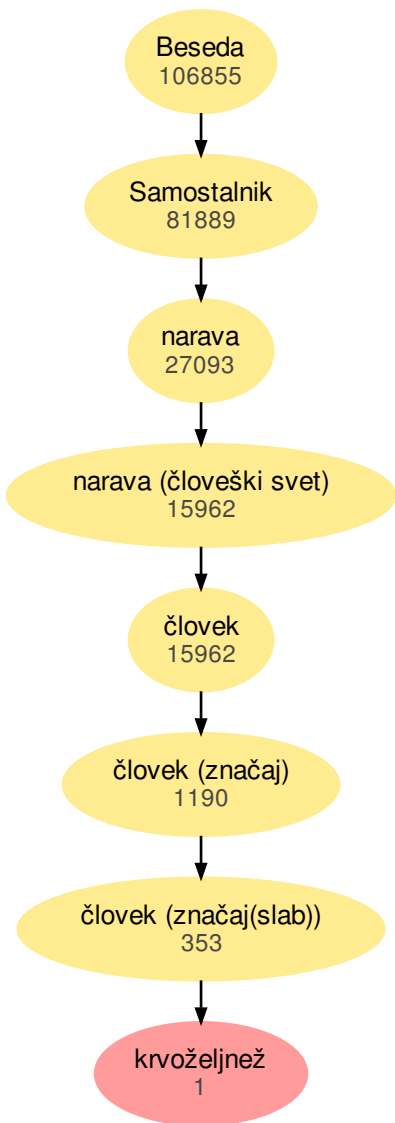 Beseda
106855
Samostalnik
81889
narava
27093
narava (človeški svet)
15962
človek
15962
človek (značaj)
1190
človek (značaj(slab))
353
krvoželjnež
1